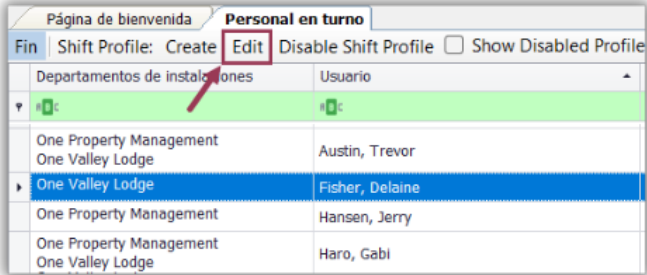 Página de bienvenida Personal en turno
Fin Shift Profile: Create Edit Disable Shift Profile Show Disabled Profile
Departamentos de instalaciones Usuario
One Property Management
One Valley Lodge
Austin, Trevor
One Valley Lodge Fisher, Delaine
One Property Management Hansen, Jerry
One Property Management
One Valley Lodge
Haro, Gabi